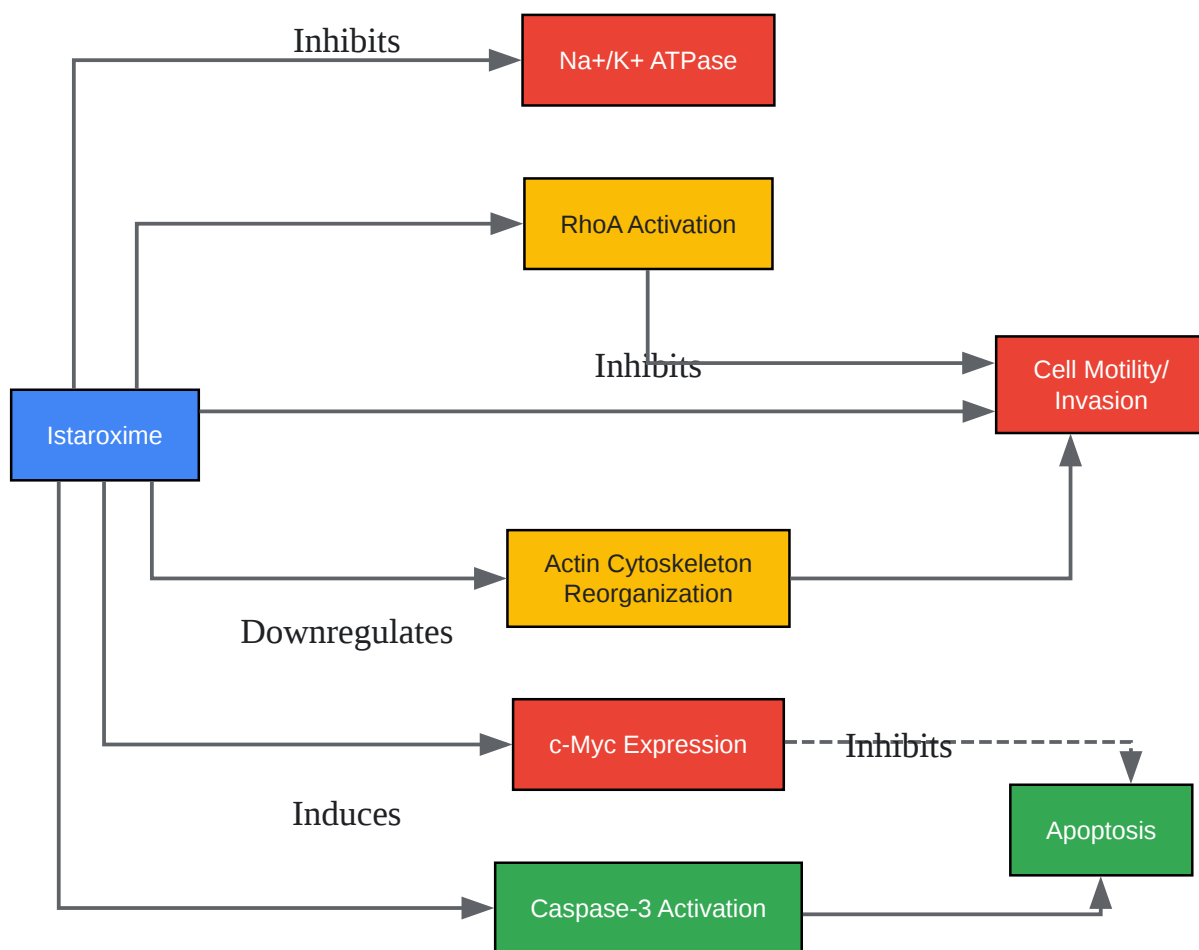 Inhibits
Na+/K+ ATPase
RhoA Activation
Inhibits
Cell Motility/
Invasion
Istaroxime
Actin Cytoskeleton
Reorganization
Downregulates
c-Myc Expression
Inhibits
Induces
Apoptosis
Caspase-3 Activation